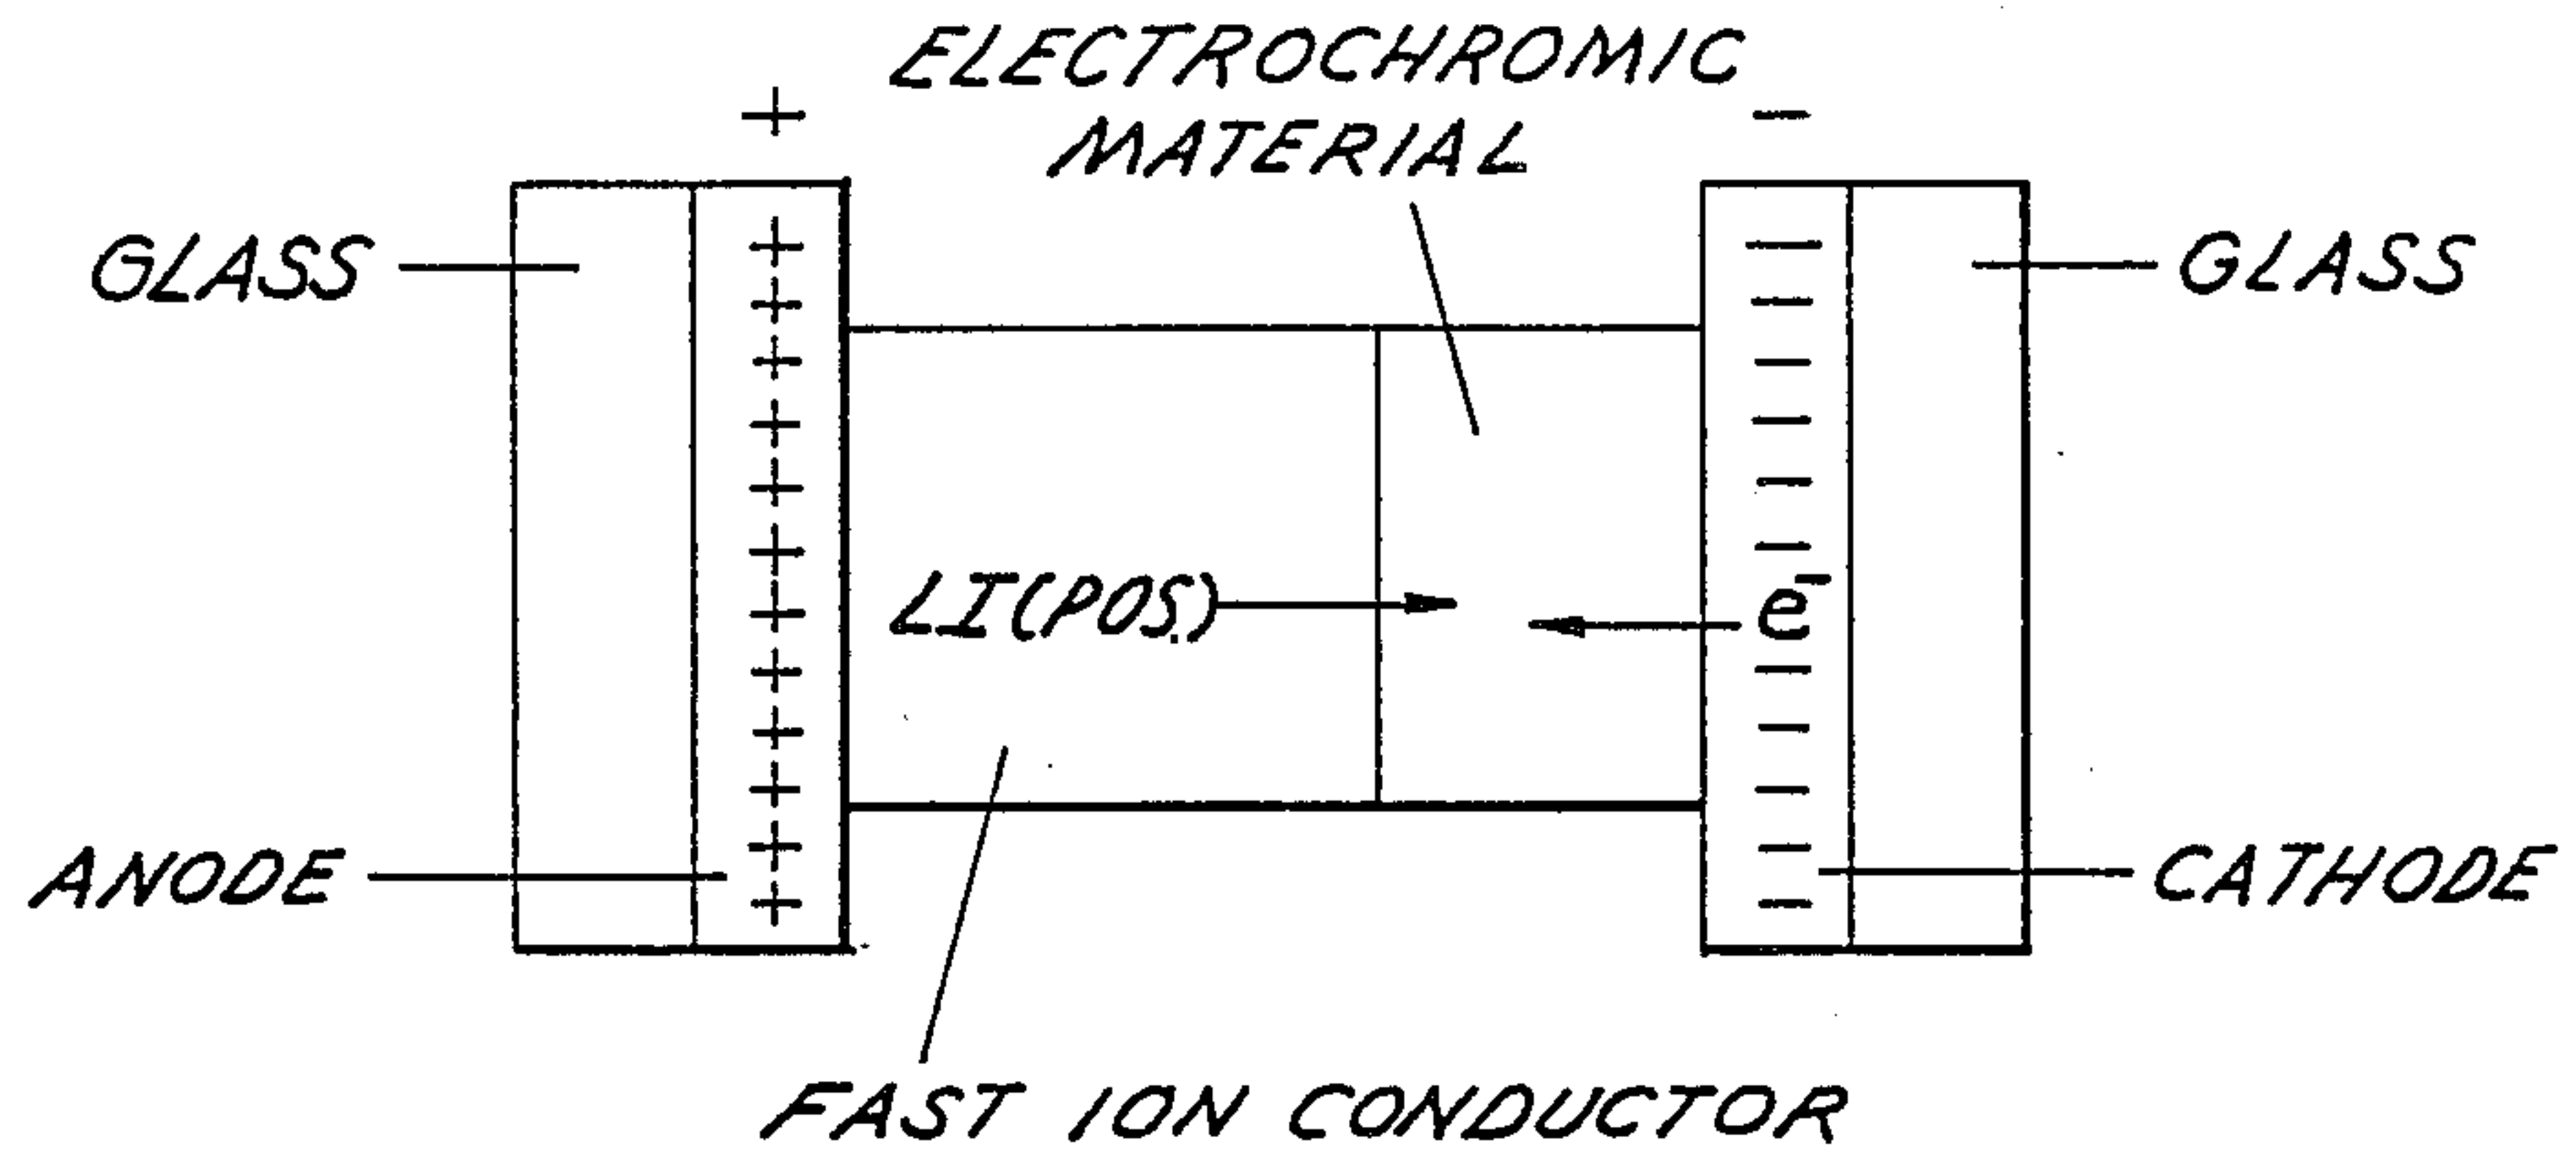 ELECTROCHROMIC
MATERIAL
+
−
GLASS
GLASS
+
+
+
+
+
+
+
+
+
+
+
+
−
−
−
−
−
−
LI(POS.)
e−
−
−
−
−
−
ANODE
CATHODE
FAST ION CONDUCTOR